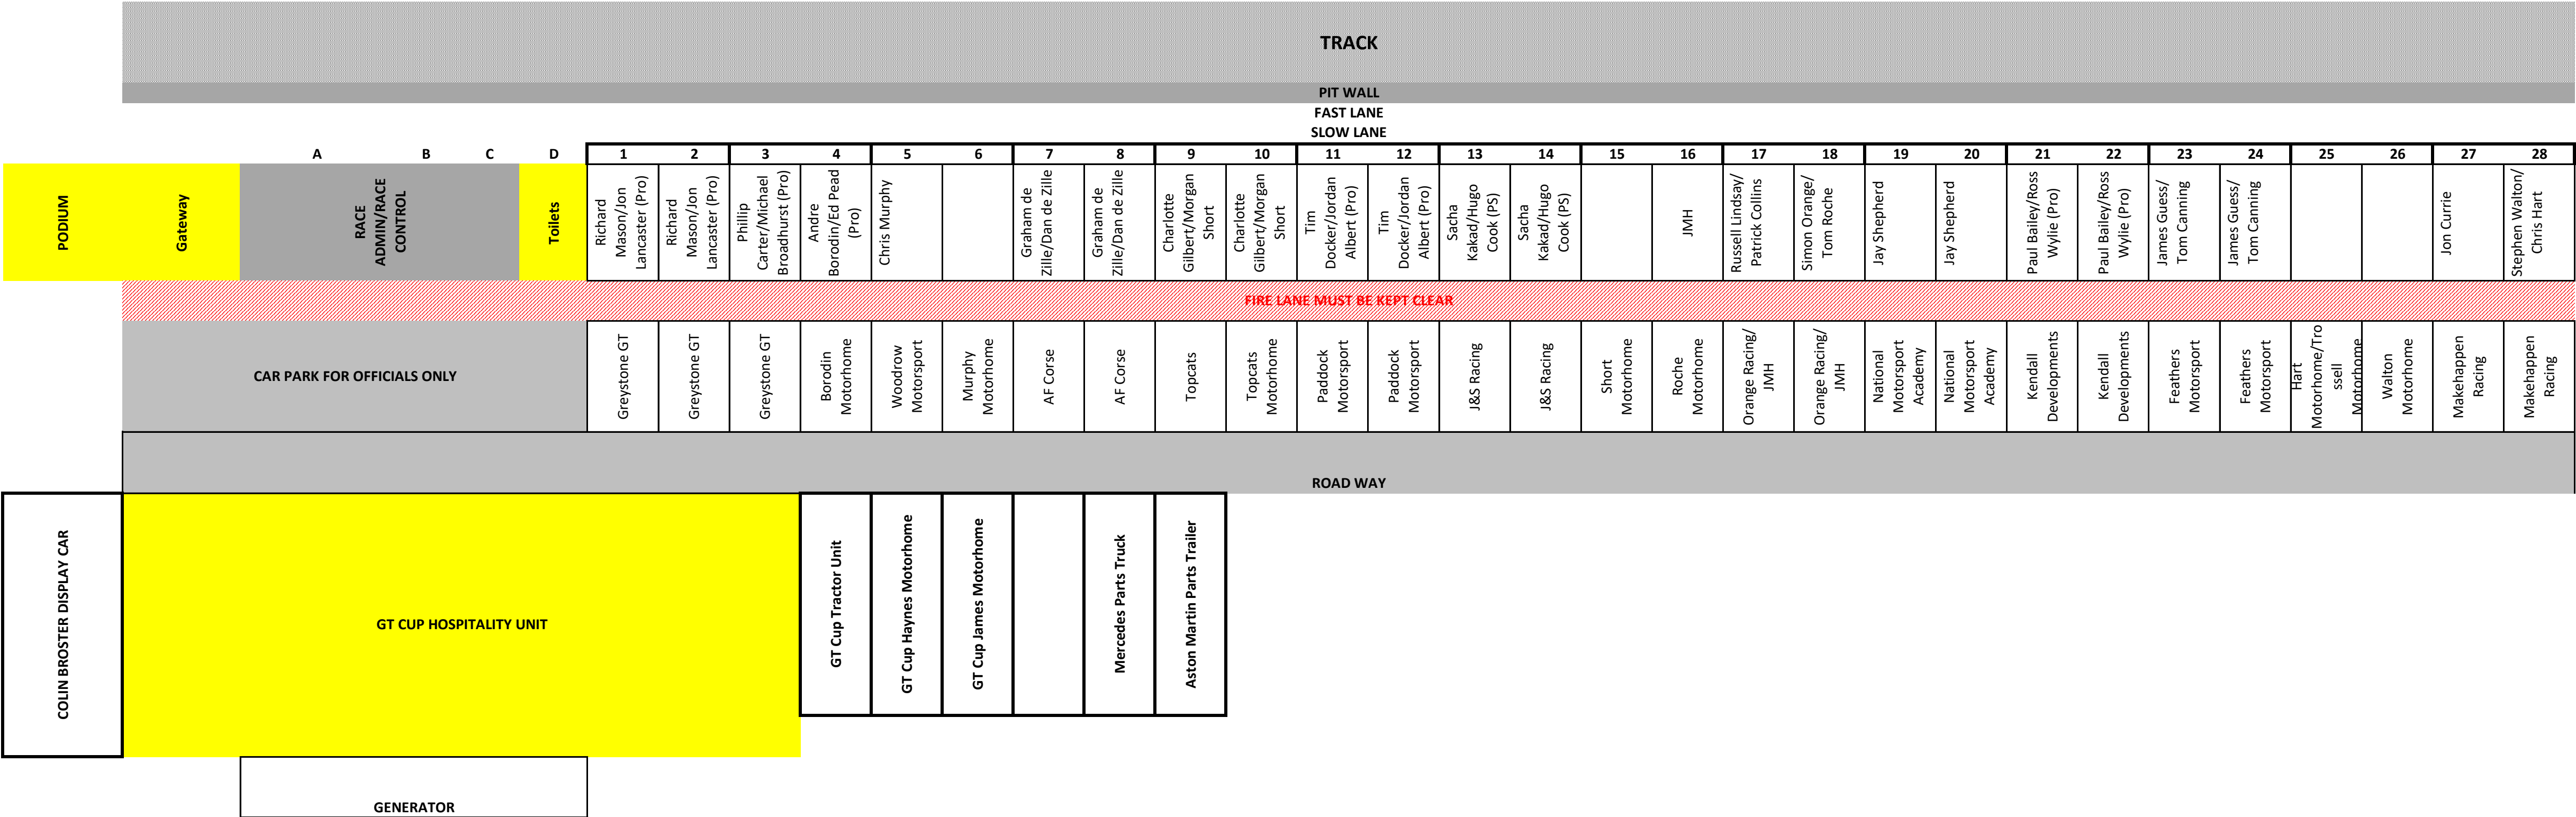 TRACK
PIT WALL
FAST LANE
SLOW LANE
A B C D 1 2 3 4 5 6 7 8 9 10 11 12 13 14 15 16 17 18 19 20 21 22 23 24 25 26 27 28
PODIUM
Gateway
RACE
ADMIN/RACE
CONTROL
Toilets
Richard
Mason/Jon
Lancaster (Pro)
Richard
Mason/Jon
Lancaster (Pro)
Phillip
Carter/Michael
Broadhurst (Pro)
Andre
Borodin/Ed Pead
(Pro)
Chris Murphy
Graham de
Zille/Dan de Zille
Graham de
Zille/Dan de Zille
Charlotte
Gilbert/Morgan
Short
Charlotte
Gilbert/Morgan
Short
Tim
Docker/Jordan
Albert (Pro)
Tim
Docker/Jordan
Albert (Pro)
Sacha
Kakad/Hugo
Cook (PS)
Sacha
Kakad/Hugo
Cook (PS)
JMH
Russell Lindsay/
Patrick Collins
Simon Orange/
Tom Roche
Jay Shepherd
Jay Shepherd
Paul Bailey/Ross
Wylie (Pro)
Paul Bailey/Ross
Wylie (Pro)
James Guess/
Tom Canning
James Guess/
Tom Canning
Jon Currie
Stephen Walton/
Chris Hart
FIRE LANE MUST BE KEPT CLEAR
CAR PARK FOR OFFICIALS ONLY
Greystone GT
Greystone GT
Greystone GT
Borodin
Motorhome
Woodrow
Motorsport
Murphy
Motorhome
AF Corse
AF Corse
Topcats
Topcats
Motorhome
Paddock
Motorsport
Paddock
Motorsport
J&S Racing
J&S Racing
Short
Motorhome
Roche
Motorhome
Orange Racing/
JMH
Orange Racing/
JMH
National
Motorsport
Academy
National
Motorsport
Academy
Kendall
Developments
Kendall
Developments
Feathers
Motorsport
Feathers
Motorsport
Hart
Motorhome/Tro
ssell
Motorhome
Walton
Motorhome
Makehappen
Racing
Makehappen
Racing
ROAD WAY
COLIN BROSTER DISPLAY CAR
GT CUP HOSPITALITY UNIT
GT Cup Tractor Unit
GT Cup Haynes Motorhome
GT Cup James Motorhome
Mercedes Parts Truck
Aston Martin Parts Trailer
GENERATOR